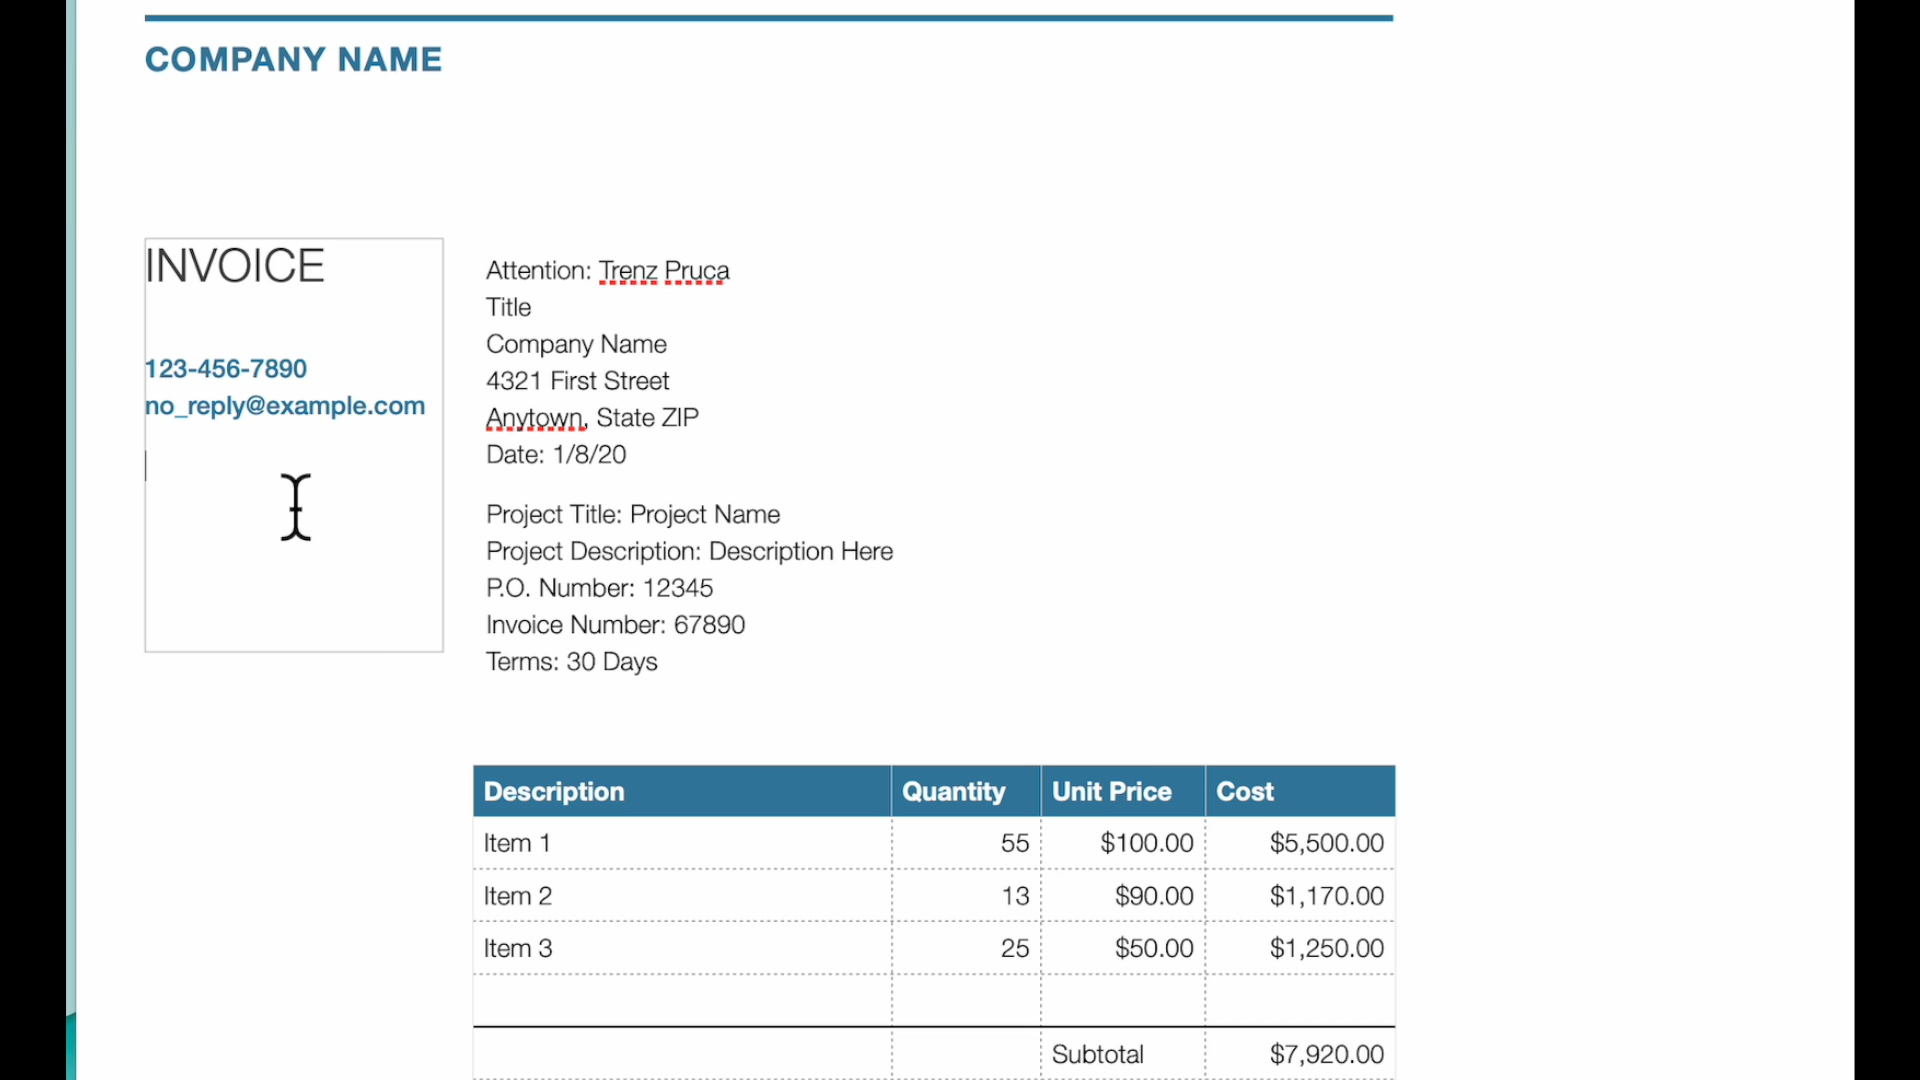 COMPANY NAME
INVOICE
123-456-7890
no_reply@example.com
Attention: Trenz Pruca
Title
Company Name
4321 First Street
Anytown, State ZIP
Date: 1/8/20
Project Title: Project Name
Project Description: Description Here
P.O. Number: 12345
Invoice Number: 67890
Terms: 30 Days
Description Quantity Unit Price Cost
Item 1 55 $100.00 $5,500.00
Item 2 13 $90.00 $1,170.00
Item 3 25 $50.00 $1,250.00
Subtotal $7,920.00